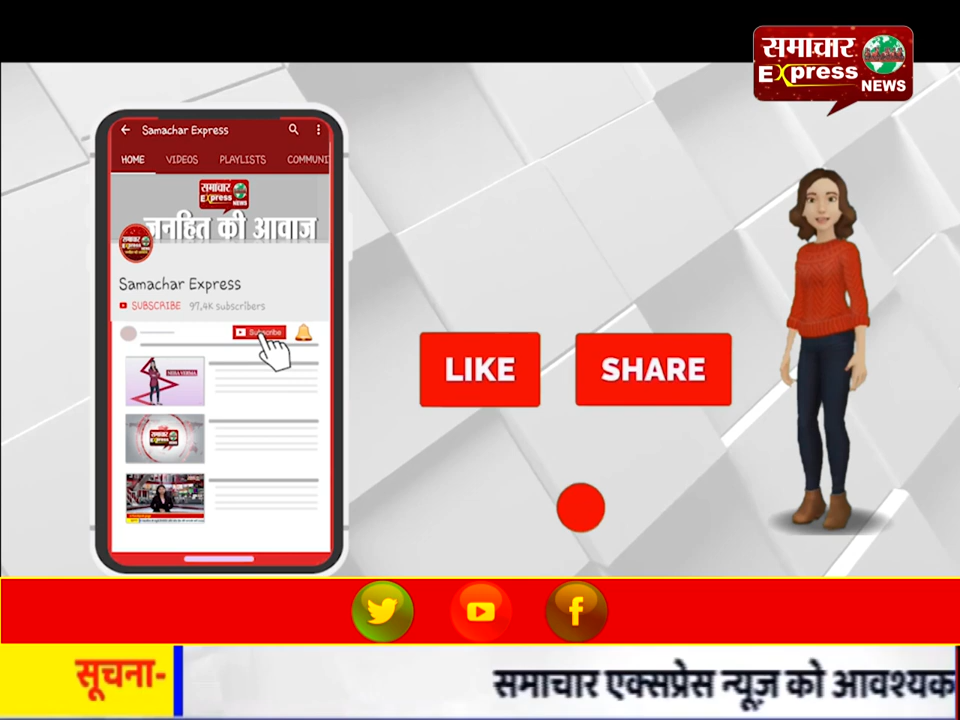 समाचार
Express
NEWS
Samachar Express
HOME VIDEOS PLAYLISTS COMMUNI
समाचार
Express
NEWS
जनहित की आवाज
Samachar Express
SUBSCRIBE 97.4K subscribers
Subscribe
LIKE SHARE
सूचना- समाचार एक्सप्रेस न्यूज़ को आवश्यक